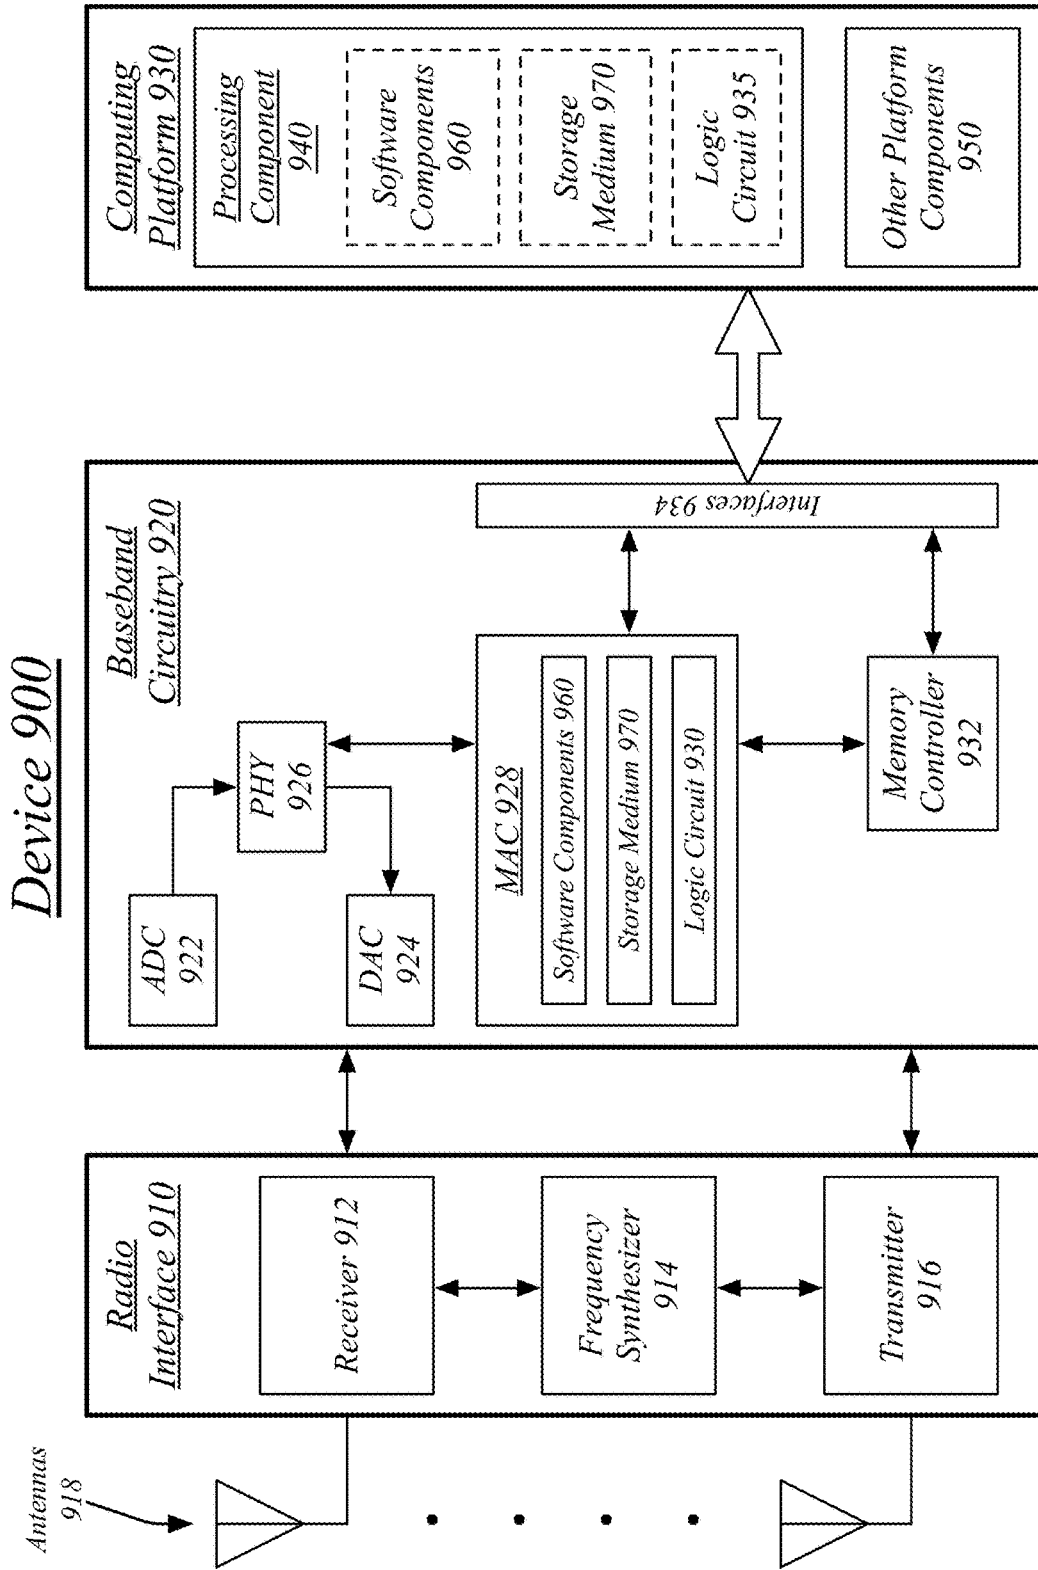 Device 900
Antennas
918
Radio
Interface 910
Receiver 912
Frequency
Synthesizer
914
Transmitter
916
Baseband
Circuitry 920
ADC
922
PHY
926
DAC
924
MAC 928
Software Components 960
Storage Medium 970
Logic Circuit 930
Memory
Controller
932
Interfaces 934
Computing
Platform 930
Processing
Component
940
Software
Components
960
Storage
Medium 970
Logic
Circuit 935
Other Platform
Components
950